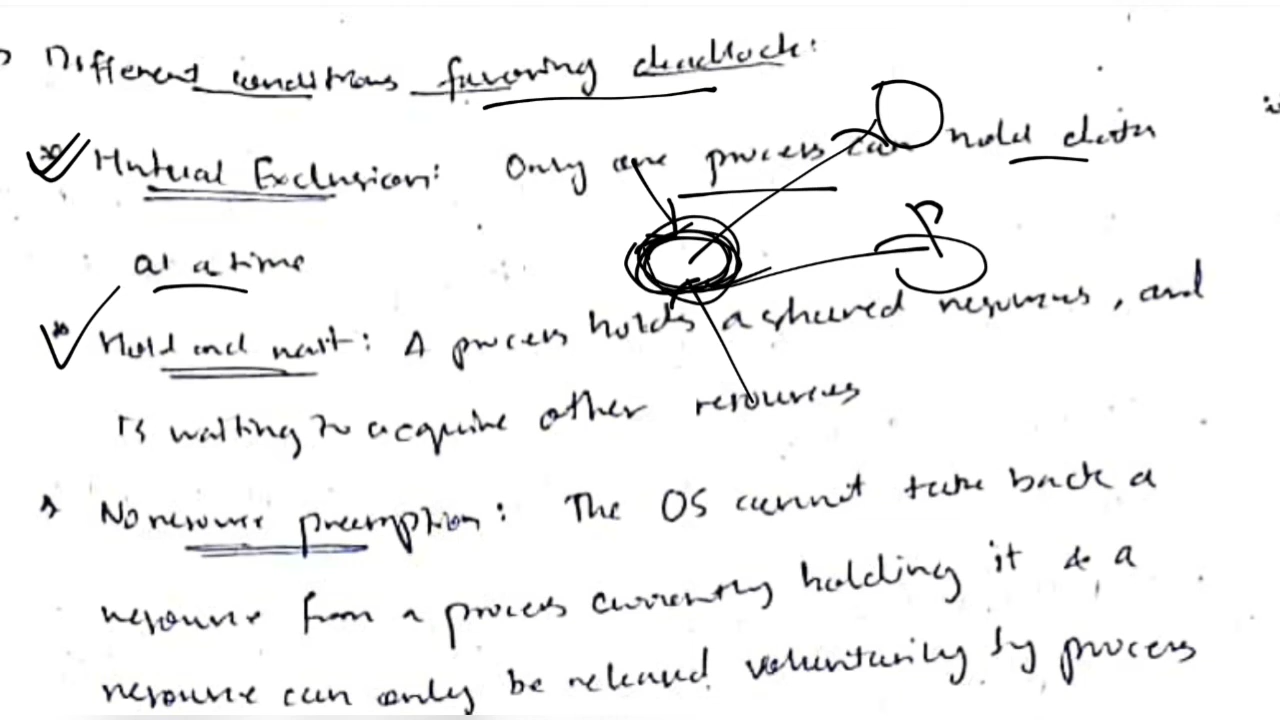 Different conditions favoring deadlock:
Mutual Exclusion: Only one process can hold data
at a time
Hold and wait: A process holds a shared resources, and
is waiting to acquire other resources
No resource preemption: The OS cannot take back a
resource from a process currently holding it & a
resource can only be released voluntarily by process
P